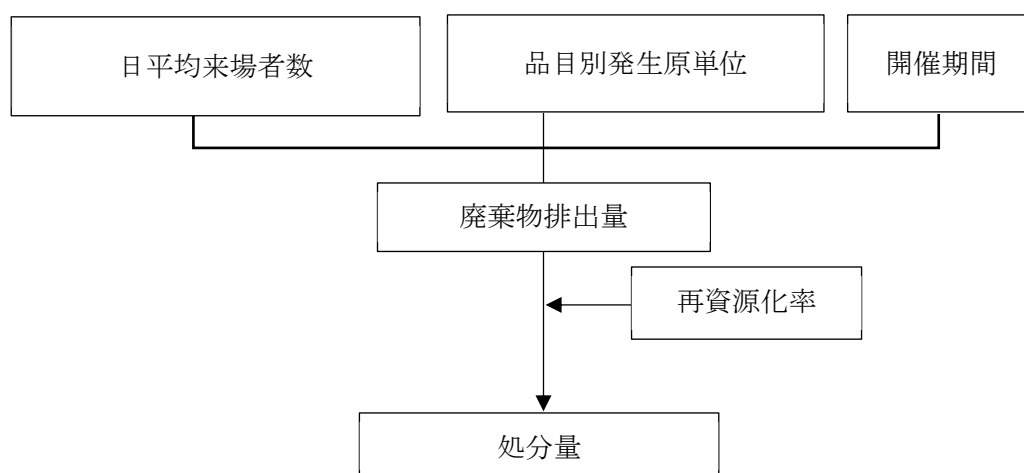 日平均来場者数
品目別発生原単位
開催期間
廃棄物排出量
再資源化率
処分量